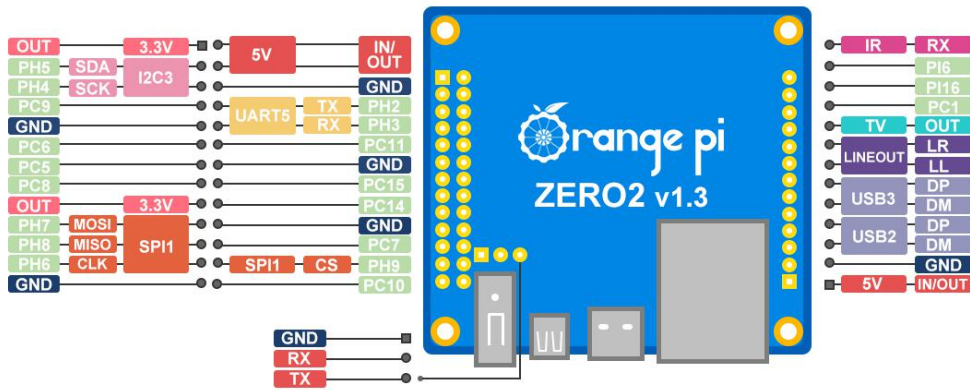 OUT 3.3V 5V IN/
OUT
PH5 SDA I2C3
PH4 SCK GND
PC9 UART5 TX PH2
GND RX PH3
PC6 PC11
PC5 GND
PC8 PC15
OUT 3.3V PC14
PH7 MOSI SPI1 GND
PH8 MISO PC7
PH6 CLK SPI1 CS PH9
GND PC10
GND
RX
TX
Orange pi
ZERO2 v1.3
IR RX
PI6
PI16
PC1
TV OUT
LINEOUT LR
LL
USB3 DP
DM
USB2 DP
DM
GND
5V IN/OUT